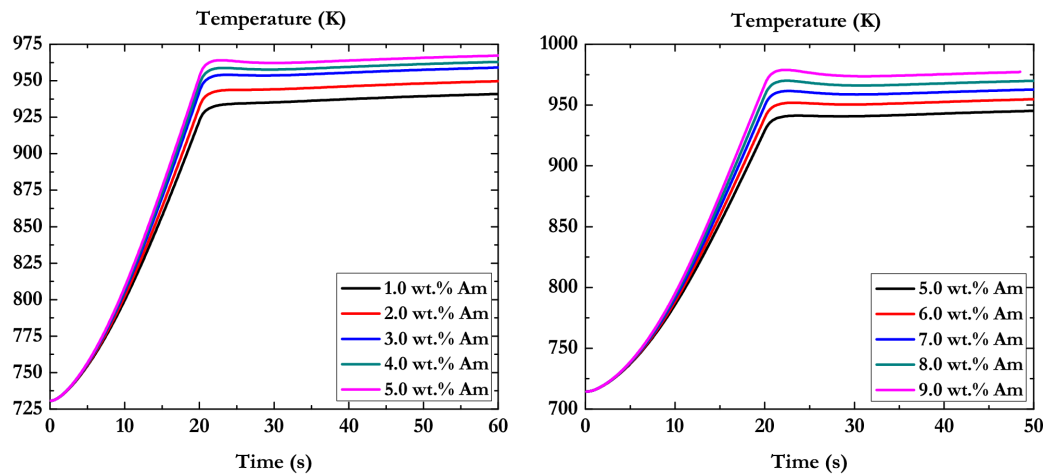 Temperature (K)
975
950
925
900
875
850
825
800
775
750
725
0 10 20 30 40 50 60
Time (s)
1.0 wt.% Am
2.0 wt.% Am
3.0 wt.% Am
4.0 wt.% Am
5.0 wt.% Am
Temperature (K)
1000
950
900
850
800
750
700
0 10 20 30 40 50
Time (s)
5.0 wt.% Am
6.0 wt.% Am
7.0 wt.% Am
8.0 wt.% Am
9.0 wt.% Am